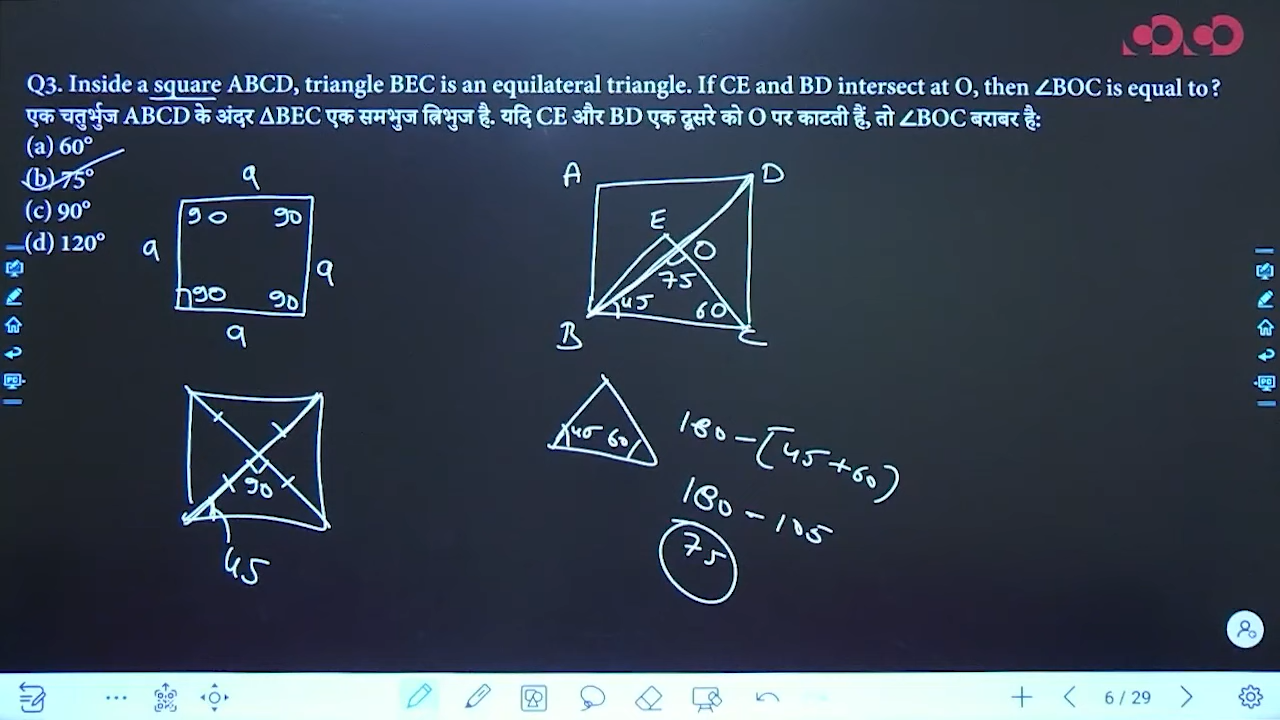 Q3. Inside a square ABCD, triangle BEC is an equilateral triangle. If CE and BD intersect at O, then ∠BOC is equal to?
एक चतुर्भुज ABCD के अंदर ΔBEC एक समभुज त्रिभुज है. यदि CE और BD एक दूसरे को O पर काटती हैं, तो ∠BOC बराबर है:
(a) 60°
(b) 75°
(c) 90°
(d) 120°
a
90 90
a a
90 90
a
A D
E
O
75
45 60
B C
90
45
45 60
180-[45+60)
180-105
75
6 / 29